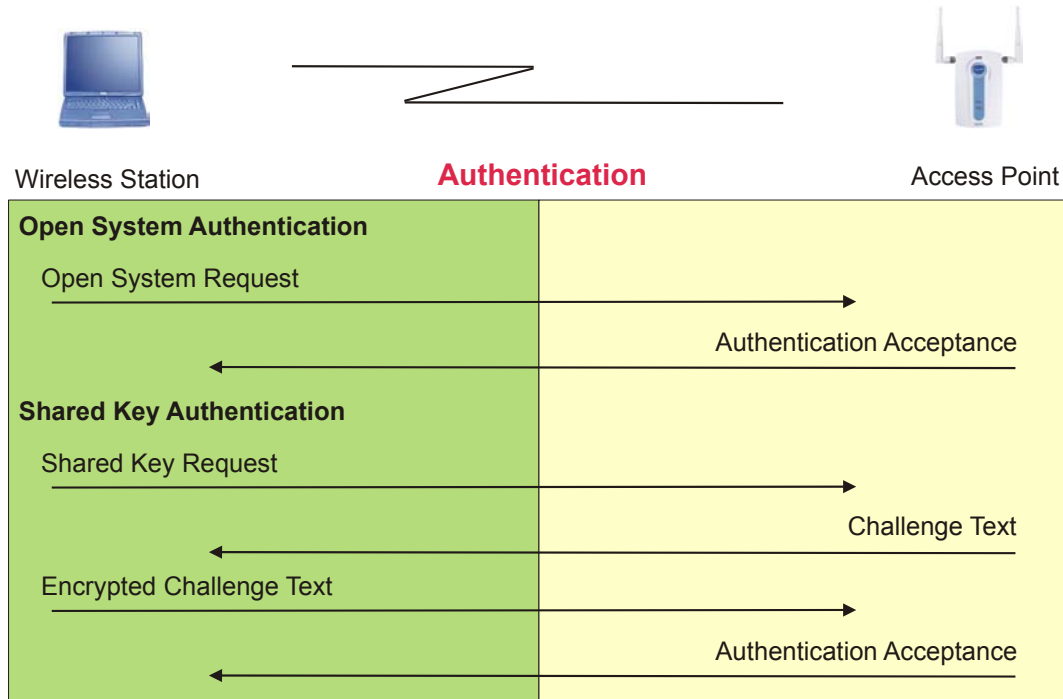 Wireless Station
Authentication
Access Point
Open System Authentication
Open System Request
Authentication Acceptance
Shared Key Authentication
Shared Key Request
Challenge Text
Encrypted Challenge Text
Authentication Acceptance